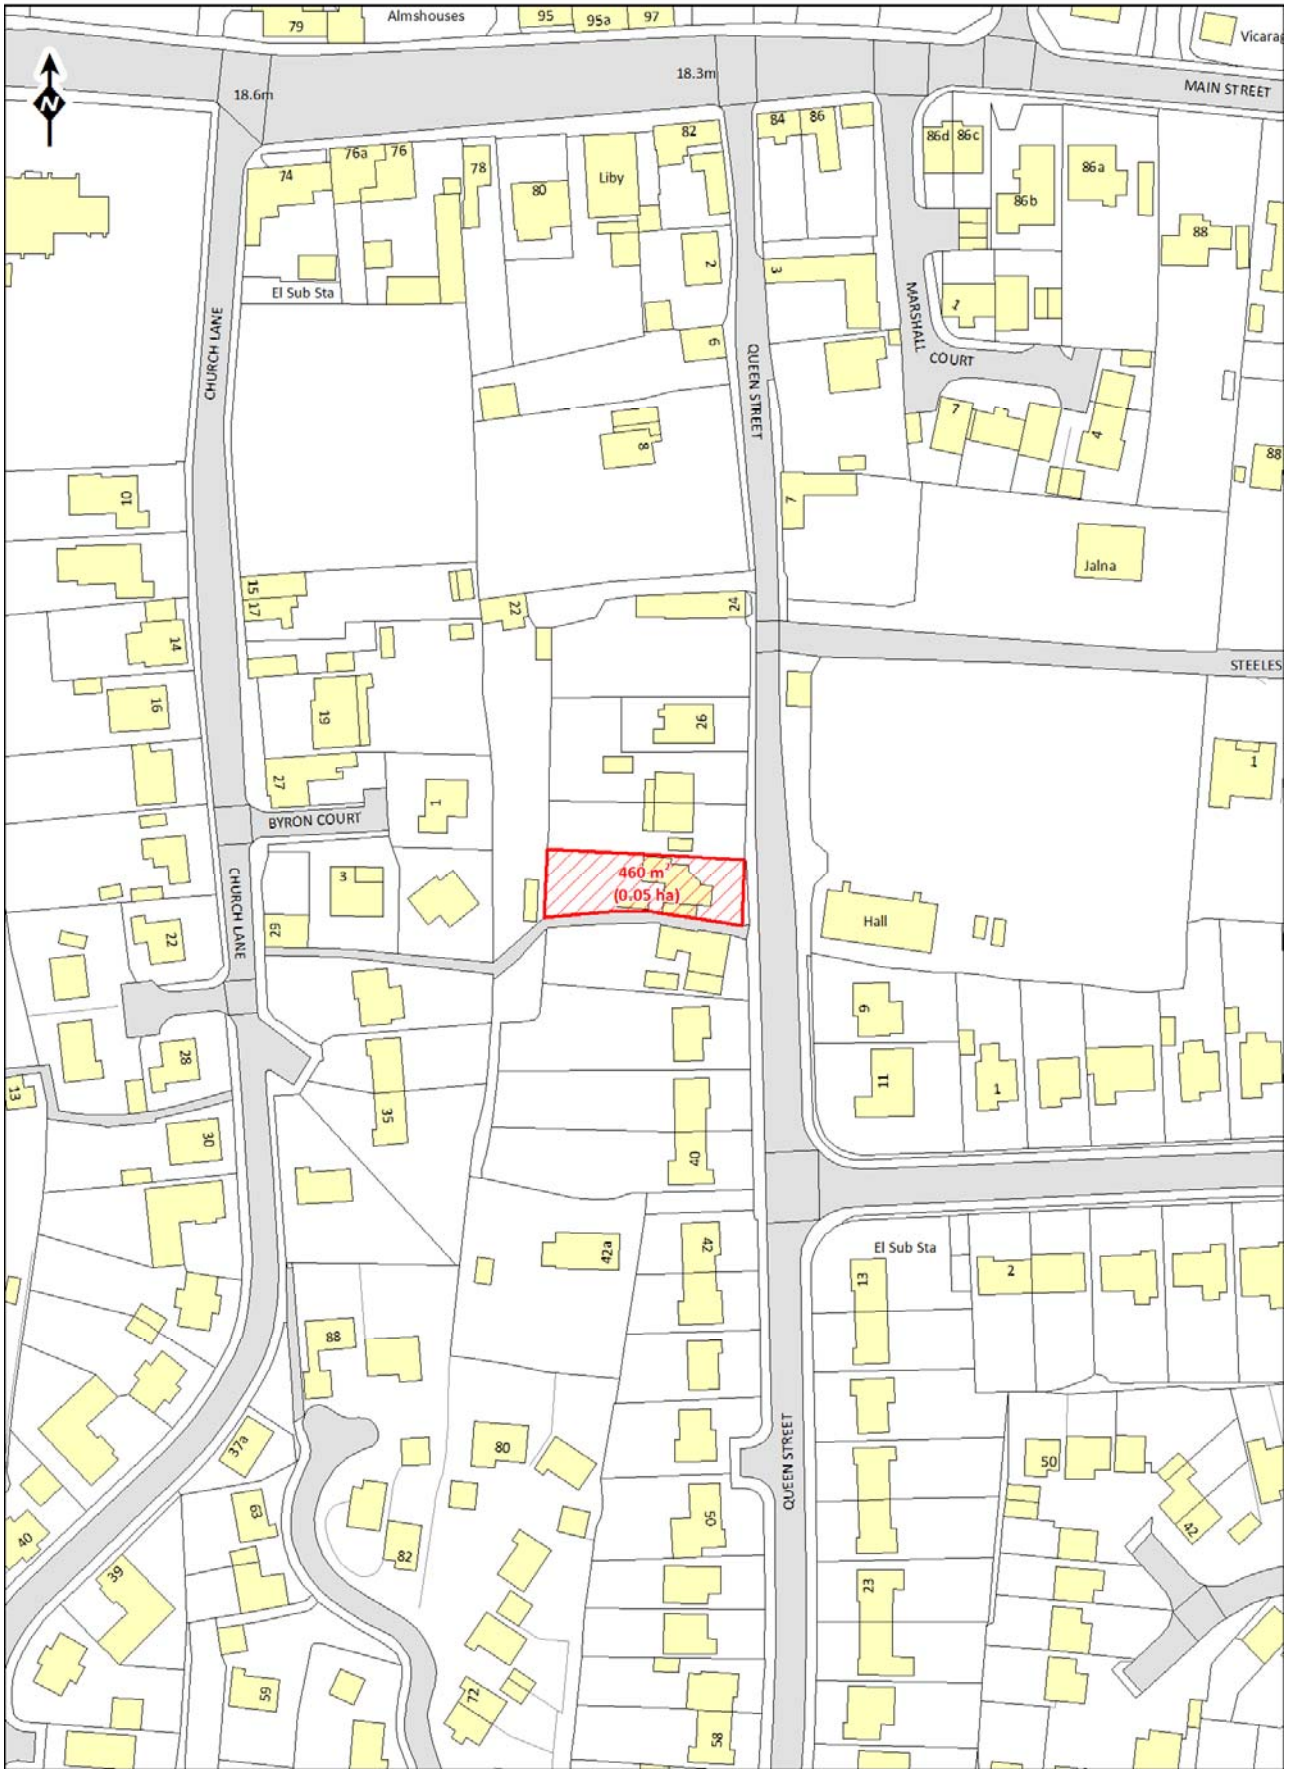 79
Almshouses
95
95a
97
Vicarag
N
18.6m
18.3m
MAIN STREET
74
76a
76
78
80
Liby
82
84
86
86d
86c
86b
86a
88
El Sub Sta
2
3
1
6
CHURCH LANE
QUEEN STREET
MARSHALL
COURT
8
7
4
88
10
7
Jalna
15
17
22
24
14
STEELES
16
19
26
1
27
1
BYRON COURT
3
460 m²
(0.05 ha)
CHURCH LANE
29
22
Hall
9
28
11
1
13
35
30
40
42a
42
El Sub Sta
13
2
88
37a
80
QUEEN STREET
50
63
82
50
42
40
39
23
59
72
58